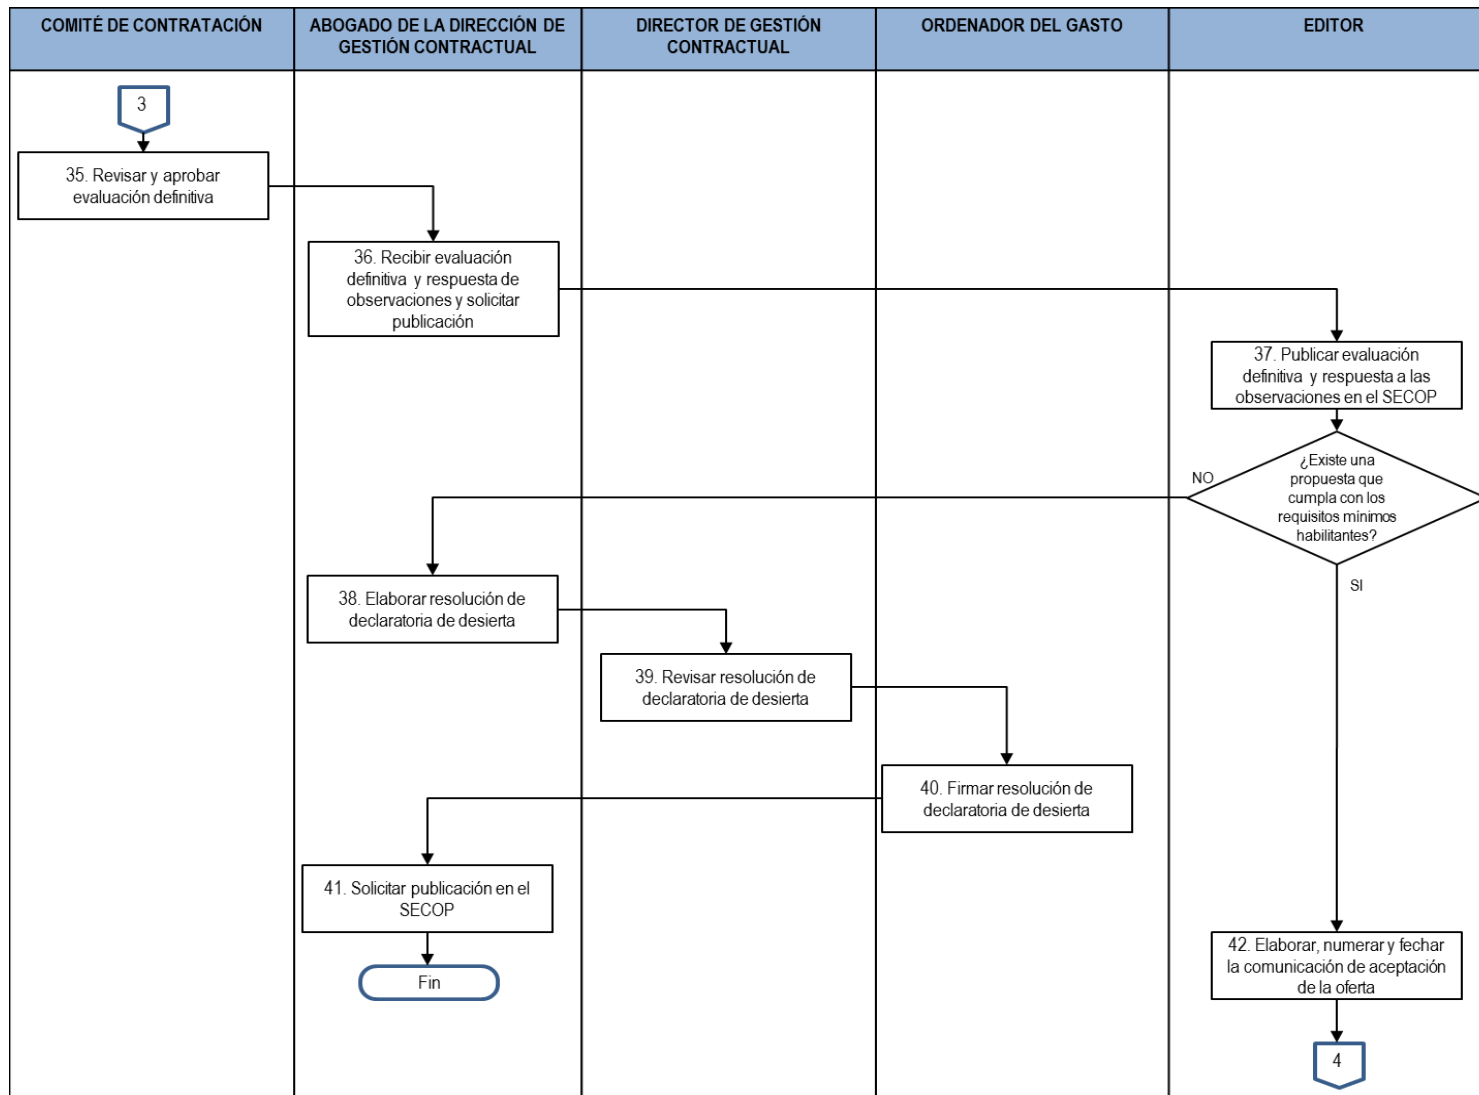 COMITÉ DE CONTRATACIÓN
ABOGADO DE LA DIRECCIÓN DE
GESTIÓN CONTRACTUAL
DIRECTOR DE GESTIÓN
CONTRACTUAL
ORDENADOR DEL GASTO
EDITOR
3
35. Revisar y aprobar
evaluación definitiva
36. Recibir evaluación
definitiva y respuesta de
observaciones y solicitar
publicación
37. Publicar evaluación
definitiva y respuesta a las
observaciones en el SECOP
¿Existe una
propuesta que
cumpla con los
requisitos mínimos
habilitantes?
NO
SI
38. Elaborar resolución de
declaratoria de desierta
39. Revisar resolución de
declaratoria de desierta
40. Firmar resolución de
declaratoria de desierta
41. Solicitar publicación en el
SECOP
Fin
42. Elaborar, numerar y fechar
la comunicación de aceptación
de la oferta
4